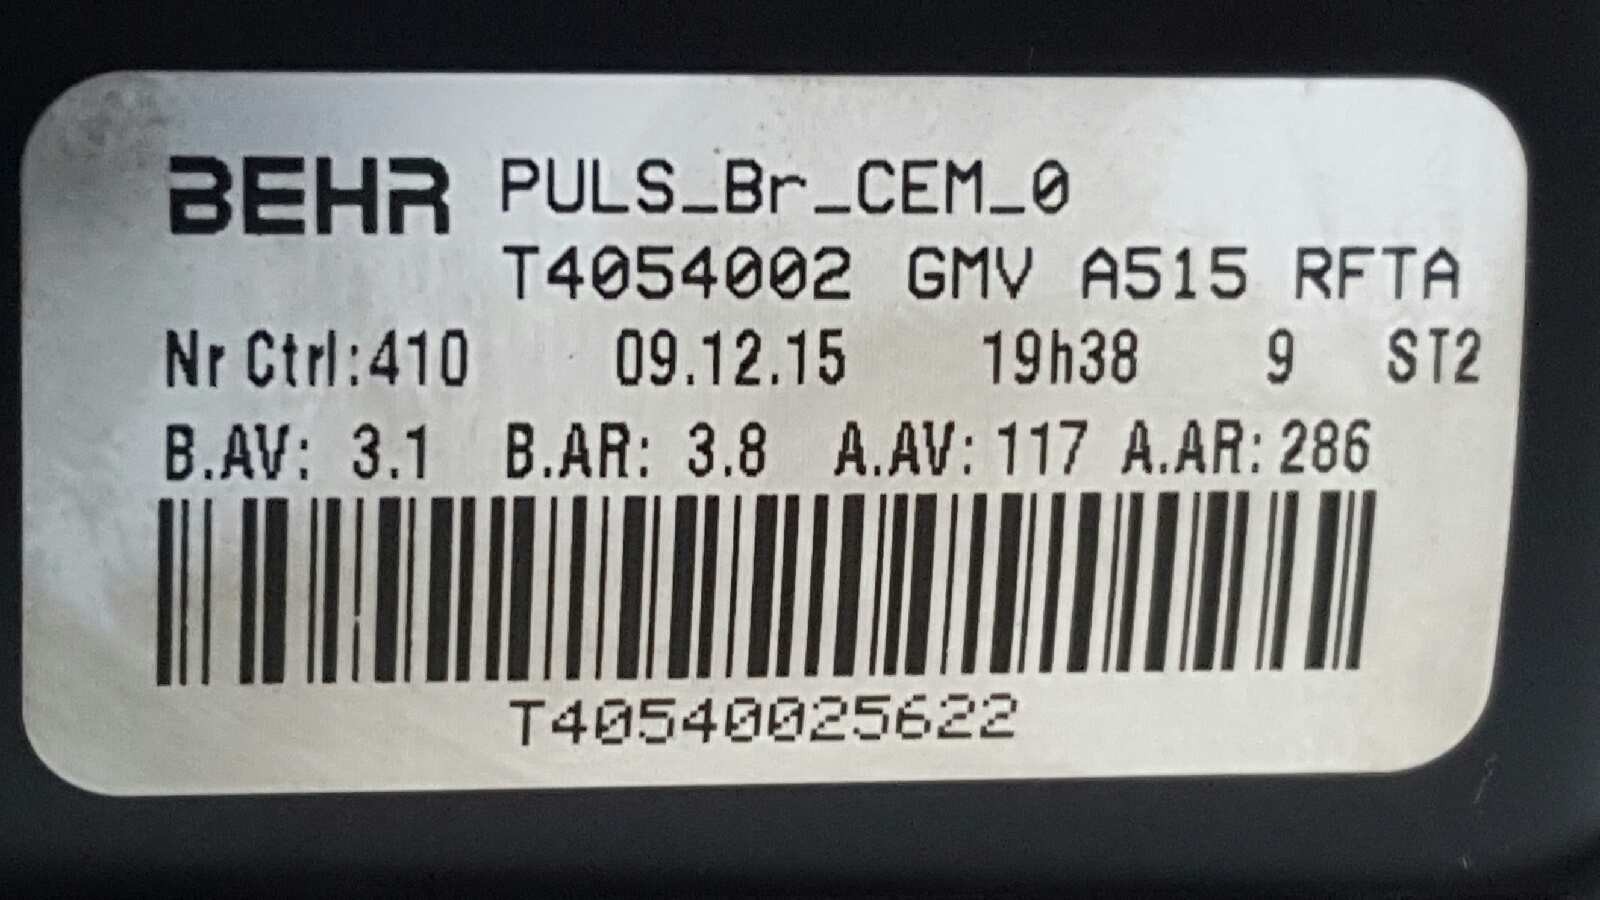 BEHR PULS_Br_CEM_0
T4054002 GMV A515 RFTA
Nr Ctrl:410 09.12.15 19h38 9 ST2
B.AV: 3.1 B.AR: 3.8 A.AV: 117 A.AR: 286
T40540025622